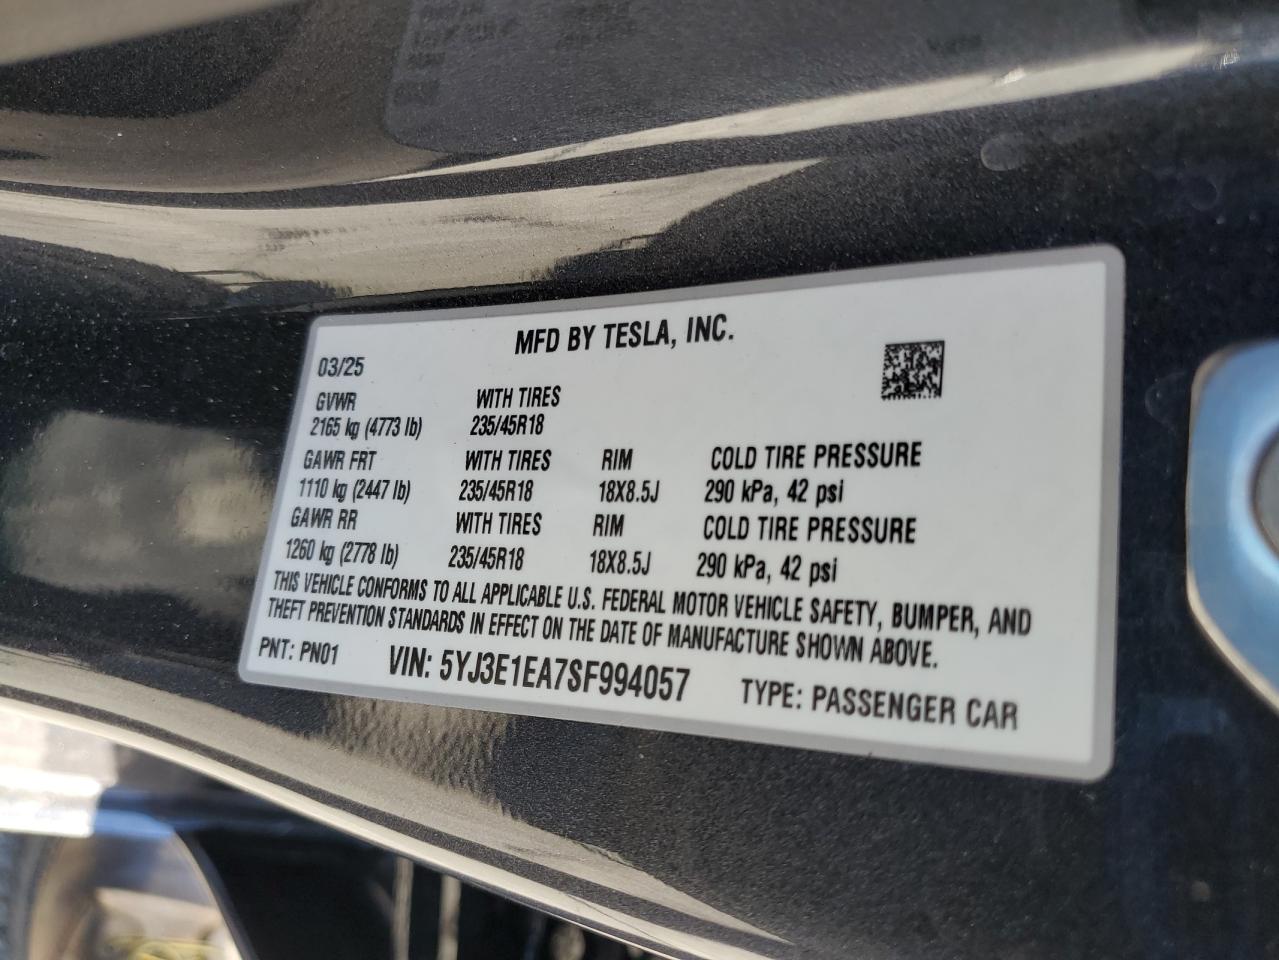 MFD BY TESLA, INC.
03/25
GVWR WITH TIRES
2165 kg (4773 lb) 235/45R18
GAWR FRT WITH TIRES RIM COLD TIRE PRESSURE
1110 kg (2447 lb) 235/45R18 18X8.5J 290 kPa, 42 psi
GAWR RR WITH TIRES RIM COLD TIRE PRESSURE
1260 kg (2778 lb) 235/45R18 18X8.5J 290 kPa, 42 psi
THIS VEHICLE CONFORMS TO ALL APPLICABLE U.S. FEDERAL MOTOR VEHICLE SAFETY, BUMPER, AND
THEFT PREVENTION STANDARDS IN EFFECT ON THE DATE OF MANUFACTURE SHOWN ABOVE.
PNT: PN01 VIN: 5YJ3E1EA7SF994057 TYPE: PASSENGER CAR